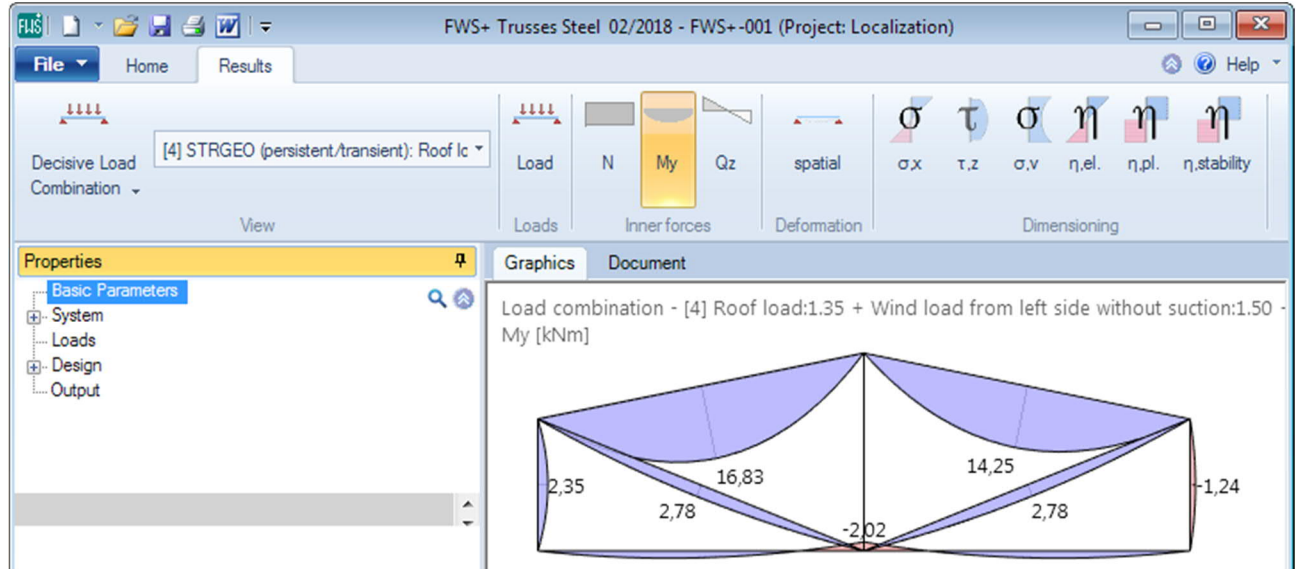 FWS FWS+ Trusses Steel 02/2018 - FWS+-001 (Project: Localization)
File Home Results Help
Decisive Load
Combination
[4] STRGEO (persistent/transient): Roof lc
Load N My Qz spatial σ,x τ,z σ,v η,el. η,pl. η,stability
View Loads Inner forces Deformation Dimensioning
Properties
Basic Parameters
System
Loads
Design
Output
Graphics Document
Load combination - [4] Roof load:1.35 + Wind load from left side without suction:1.50 -
My [kNm]
16,83 14,25
2,35 -1,24
2,78 2,78
-2,02